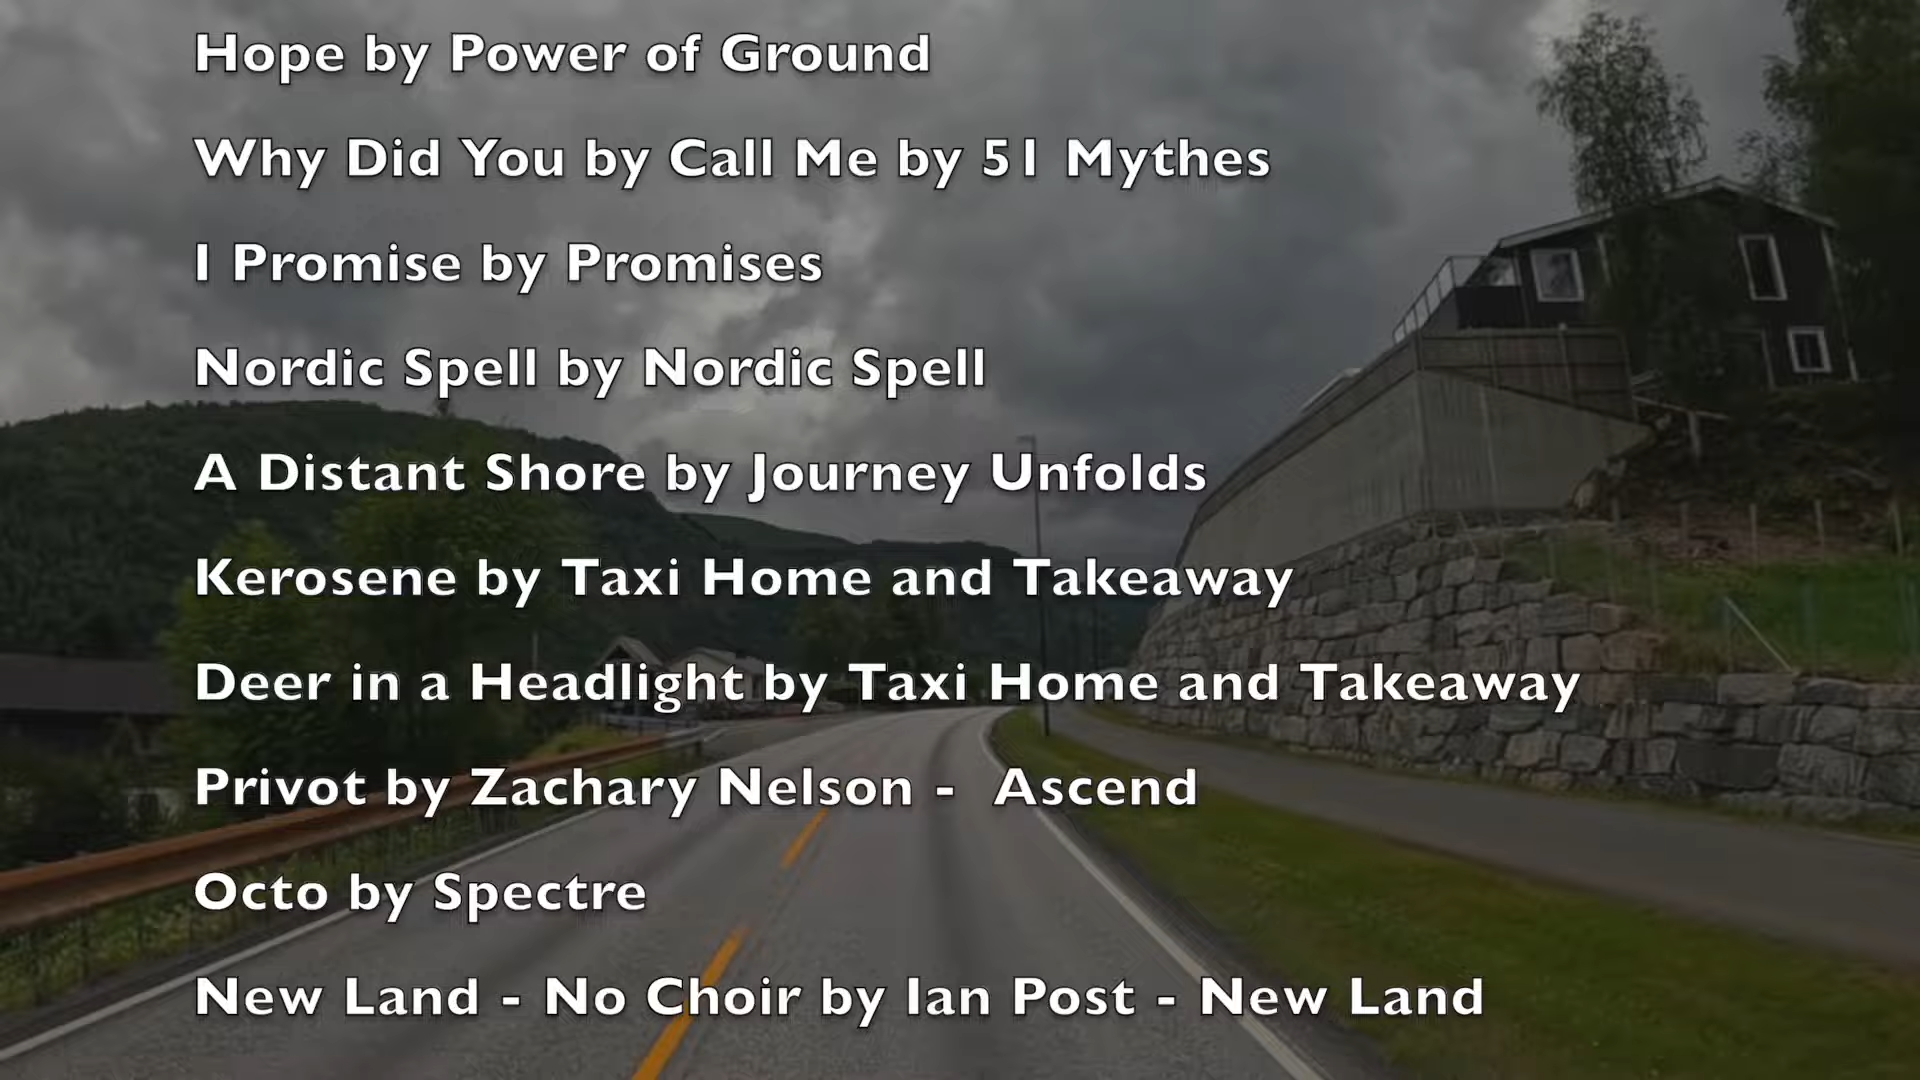 Hope by Power of Ground
Why Did You by Call Me by 51 Mythes
I Promise by Promises
Nordic Spell by Nordic Spell
A Distant Shore by Journey Unfolds
Kerosene by Taxi Home and Takeaway
Deer in a Headlight by Taxi Home and Takeaway
Privot by Zachary Nelson -  Ascend
Octo by Spectre
New Land - No Choir by Ian Post - New Land